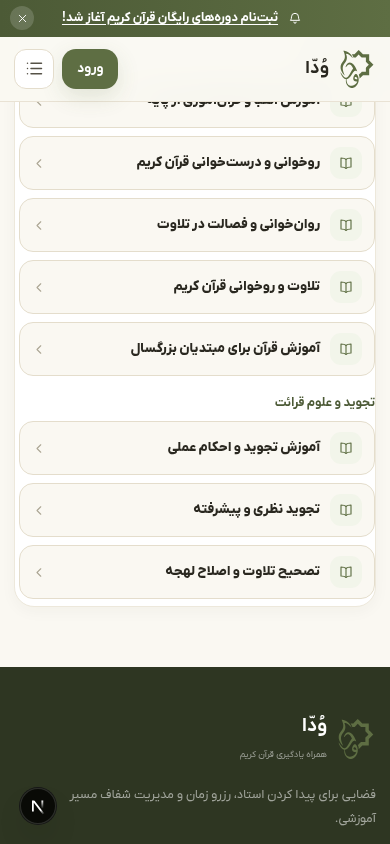 ثبت‌نام دوره‌های رایگان قرآن کریم آغاز شد!
وُدّا
ورود
روخوانی و درست‌خوانی قرآن کریم
روان‌خوانی و فصاحت در تلاوت
تلاوت و روخوانی قرآن کریم
آموزش قرآن برای مبتدیان بزرگسال
تجوید و علوم قرائت
آموزش تجوید و احکام عملی
تجوید نظری و پیشرفته
تصحیح تلاوت و اصلاح لهجه
وُدّا
همراه یادگیری قرآن کریم
فضایی برای پیدا کردن استاد، رزرو زمان و مدیریت شفاف مسیر
آموزشی.
N